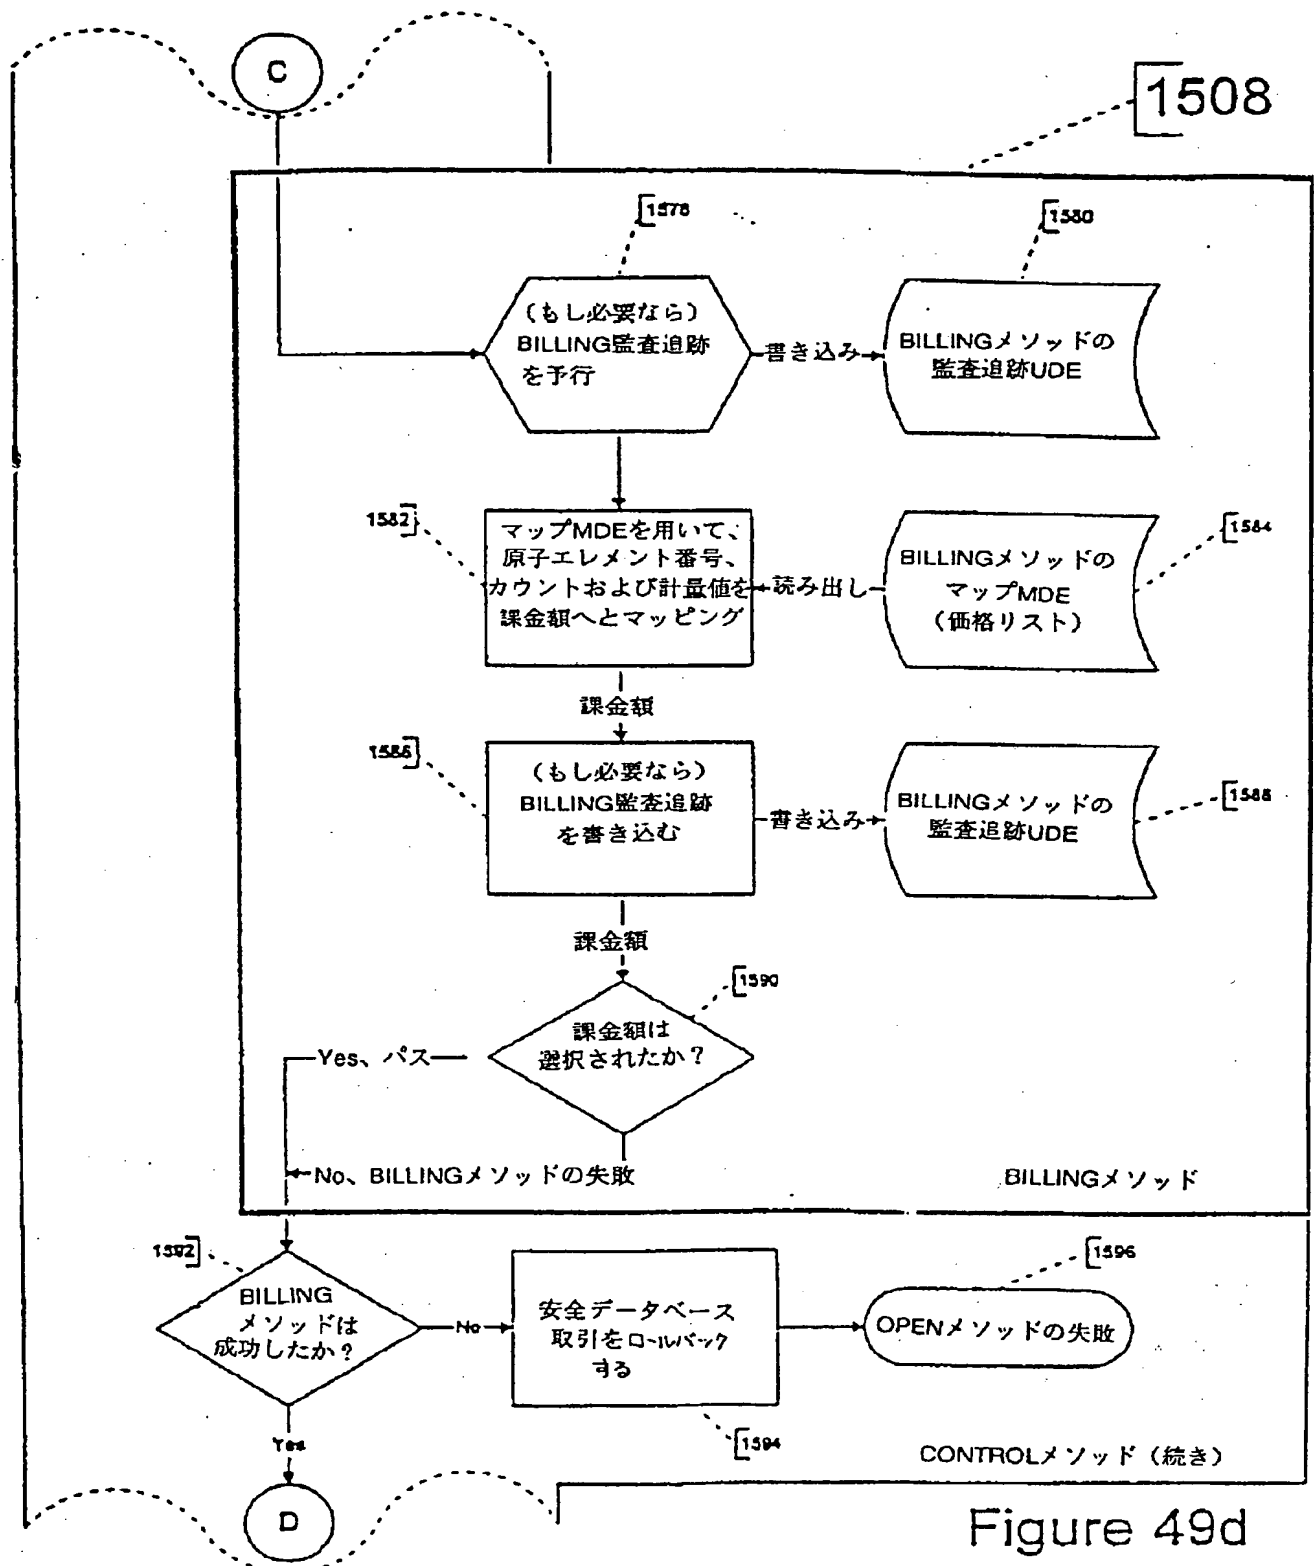 C
1508
1578
1580
（もし必要なら）
BILLING監査追跡
を予行
書き込み
BILLINGメソッドの
監査追跡UDE
1582
マップMDEを用いて、
原子エレメント番号、
カウントおよび計量値を
課金額へとマッピング
読み出し
BILLINGメソッドの
マップMDE
（価格リスト）
1584
課金額
1586
（もし必要なら）
BILLING監査追跡
を書き込む
書き込み
BILLINGメソッドの
監査追跡UDE
1588
課金額
1590
課金額は
選択されたか？
Yes、パス
No、BILLINGメソッドの失敗
BILLINGメソッド
1592
BILLING
メソッドは
成功したか？
No
安全データベース
取引をロールバック
する
1596
OPENメソッドの失敗
Yes
1594
CONTROLメソッド（続き）
D
Figure 49d